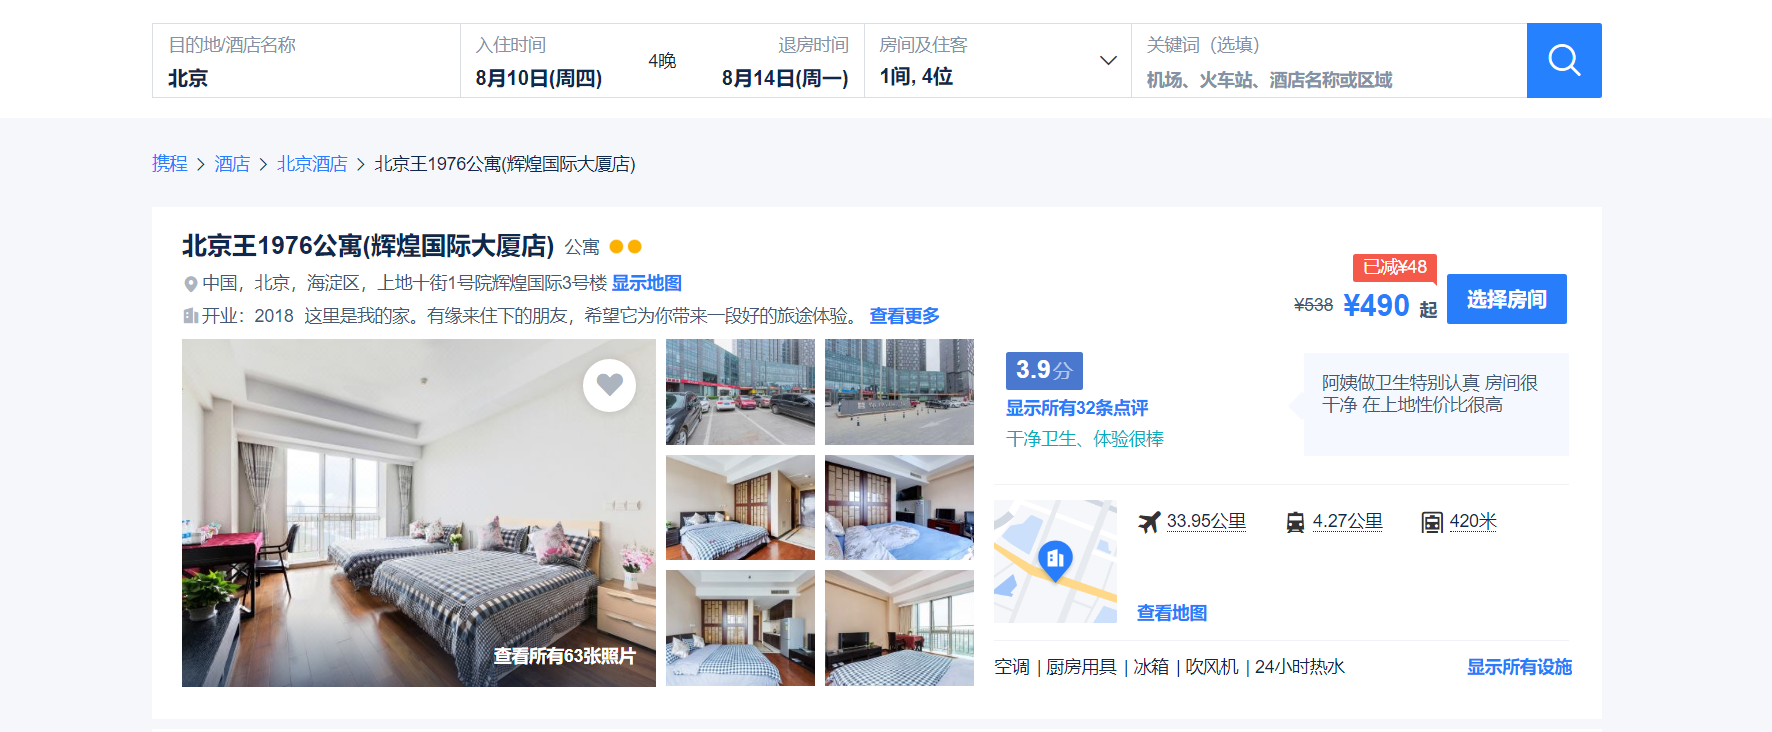 目的地/酒店名称
北京
入住时间
8月10日(周四)
4晚
退房时间
8月14日(周一)
房间及住客
1间, 4位
关键词（选填）
机场、火车站、酒店名称或区域
携程 > 酒店 > 北京酒店 > 北京王1976公寓(辉煌国际大厦店)
北京王1976公寓(辉煌国际大厦店) 公寓
中国，北京，海淀区，上地十街1号院辉煌国际3号楼 显示地图
开业：2018 这里是我的家。有缘来住下的朋友，希望它为你带来一段好的旅途体验。 查看更多
已减¥48
¥538 ¥490 起
选择房间
查看所有63张照片
3.9分
显示所有32条点评
干净卫生、体验很棒
阿姨做卫生特别认真 房间很
干净 在上地性价比很高
33.95公里
4.27公里
420米
查看地图
空调 | 厨房用具 | 冰箱 | 吹风机 | 24小时热水
显示所有设施